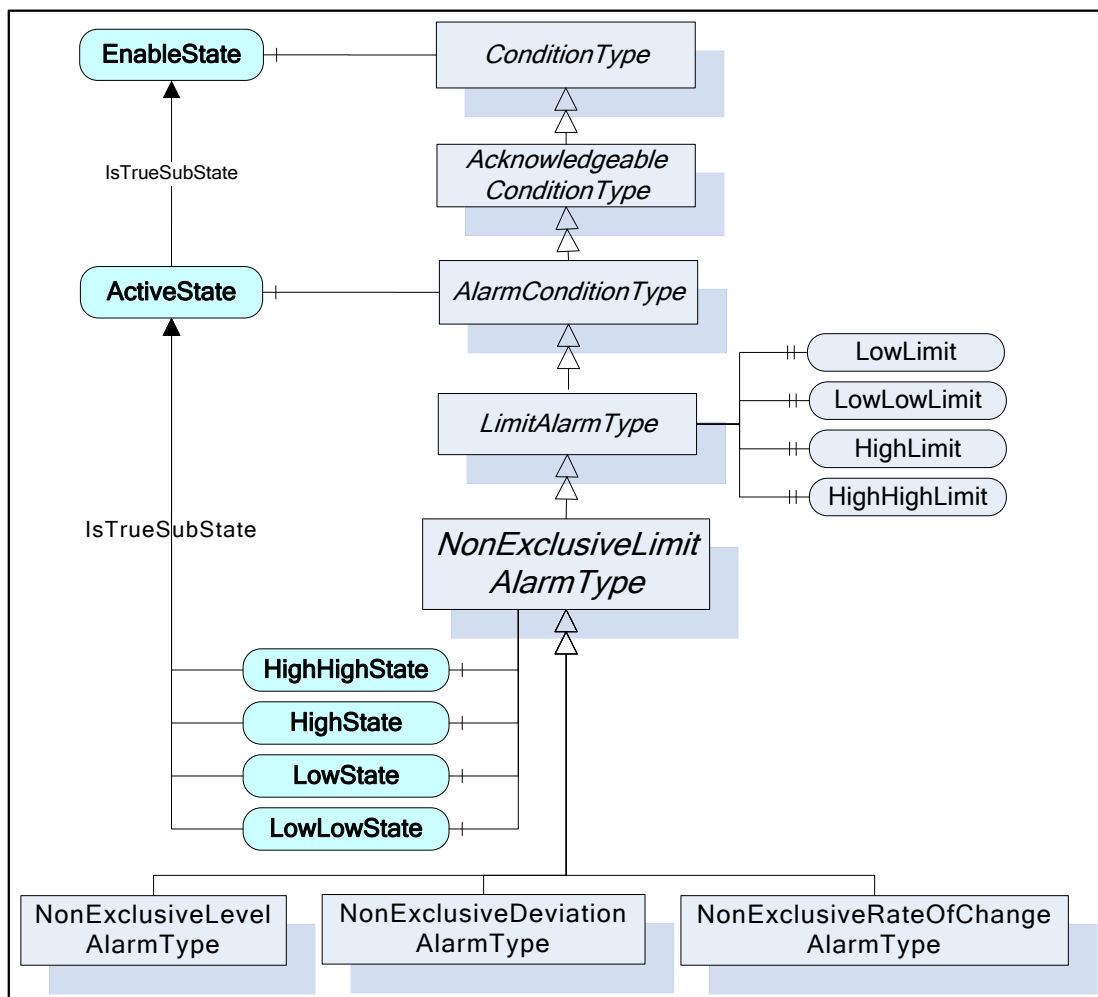 EnableState
ConditionType
IsTrueSubState
Acknowledgeable
ConditionType
ActiveState
AlarmConditionType
LowLimit
LowLowLimit
LimitAlarmType
HighLimit
HighHighLimit
IsTrueSubState
NonExclusiveLimit
AlarmType
HighHighState
HighState
LowState
LowLowState
NonExclusiveLevel
AlarmType
NonExclusiveDeviation
AlarmType
NonExclusiveRateOfChange
AlarmType